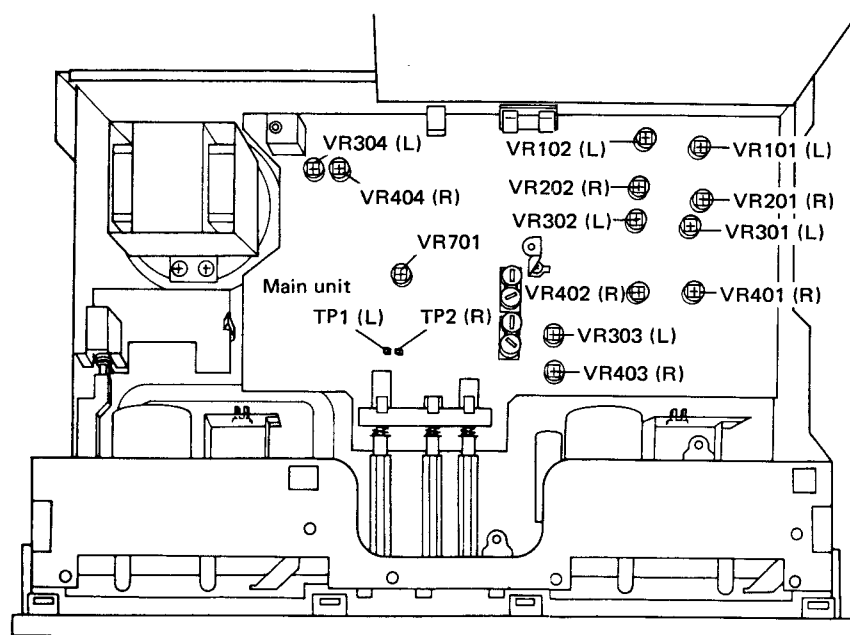 VR304 (L)
VR404 (R)
VR102 (L)
VR101 (L)
VR202 (R)
VR201 (R)
VR302 (L)
VR301 (L)
VR701
Main unit
VR402 (R)
VR401 (R)
TP1 (L)
TP2 (R)
VR303 (L)
VR403 (R)